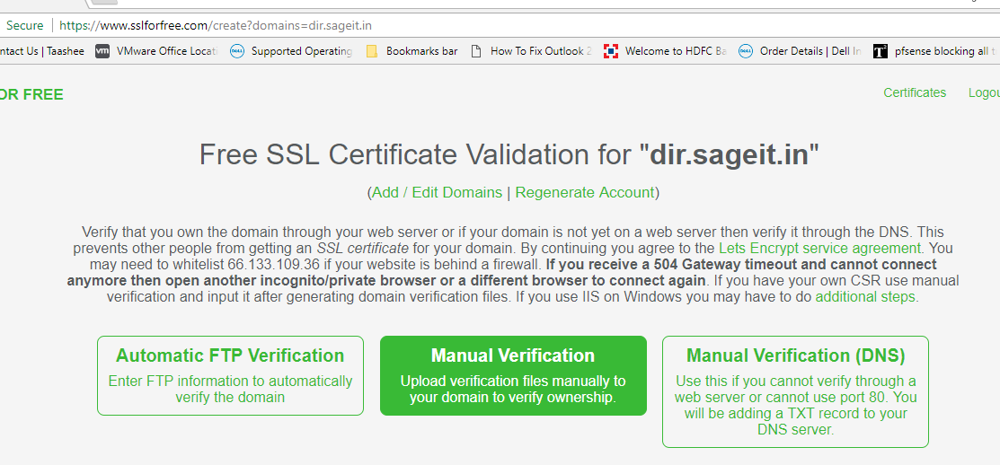 Secure https://www.sslforfree.com/create?domains=dir.sageit.in
ntact Us | Taashee vm VMware Office Locati DELL Supported Operating Bookmarks bar How To Fix Outlook 2 Welcome to HDFC Ba DELL Order Details | Dell In T² pfsense blocking all t
OR FREE Certificates Logou
Free SSL Certificate Validation for "dir.sageit.in"
(Add / Edit Domains | Regenerate Account)
Verify that you own the domain through your web server or if your domain is not yet on a web server then verify it through the DNS. This
prevents other people from getting an SSL certificate for your domain. By continuing you agree to the Lets Encrypt service agreement. You
may need to whitelist 66.133.109.36 if your website is behind a firewall. If you receive a 504 Gateway timeout and cannot connect
anymore then open another incognito/private browser or a different browser to connect again. If you have your own CSR use manual
verification and input it after generating domain verification files. If you use IIS on Windows you may have to do additional steps.
Automatic FTP Verification
Enter FTP information to automatically
verify the domain
Manual Verification
Upload verification files manually to
your domain to verify ownership.
Manual Verification (DNS)
Use this if you cannot verify through a
web server or cannot use port 80. You
will be adding a TXT record to your
DNS server.